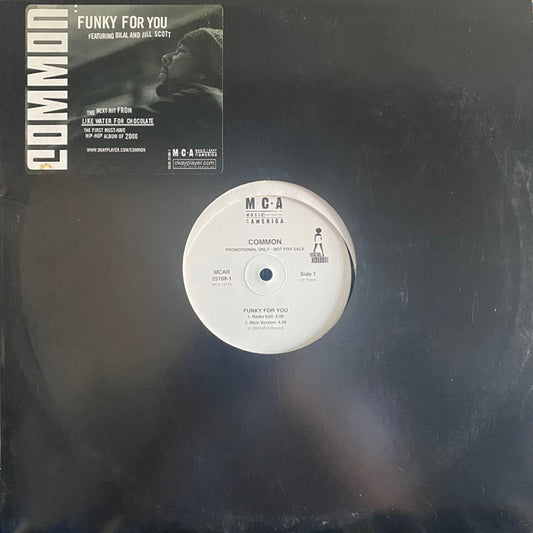 COMMON
FUNKY FOR YOU
FEATURING BILAL AND JILL SCOTT
THE NEXT HIT FROM
LIKE WATER FOR CHOCOLATE
THE FIRST MUST-HAVE
HIP-HOP ALBUM OF 2000
WWW.OKAYPLAYER.COM/COMMON
M·C·A
okayplayer.com
M·C·A
MUSIC
AMERICA
COMMON
PROMOTIONAL ONLY - NOT FOR SALE
MCAR
25108-1
Side 1
FUNKY FOR YOU
1. Radio Edit 4:28
2. Main Version 4:28
MCA Records